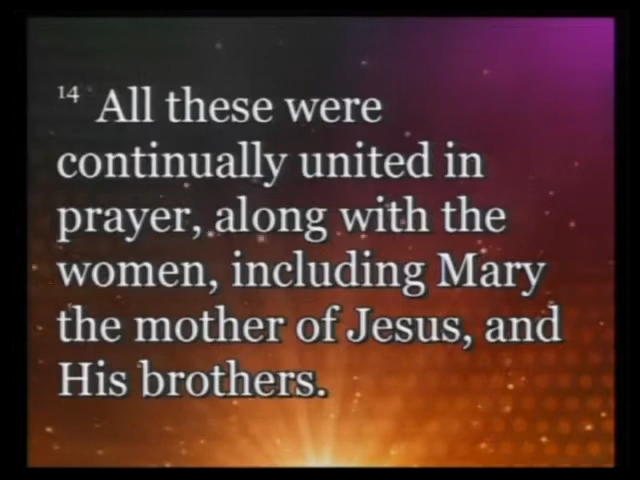 14 All these were
continually united in
prayer, along with the
women, including Mary
the mother of Jesus, and
His brothers.